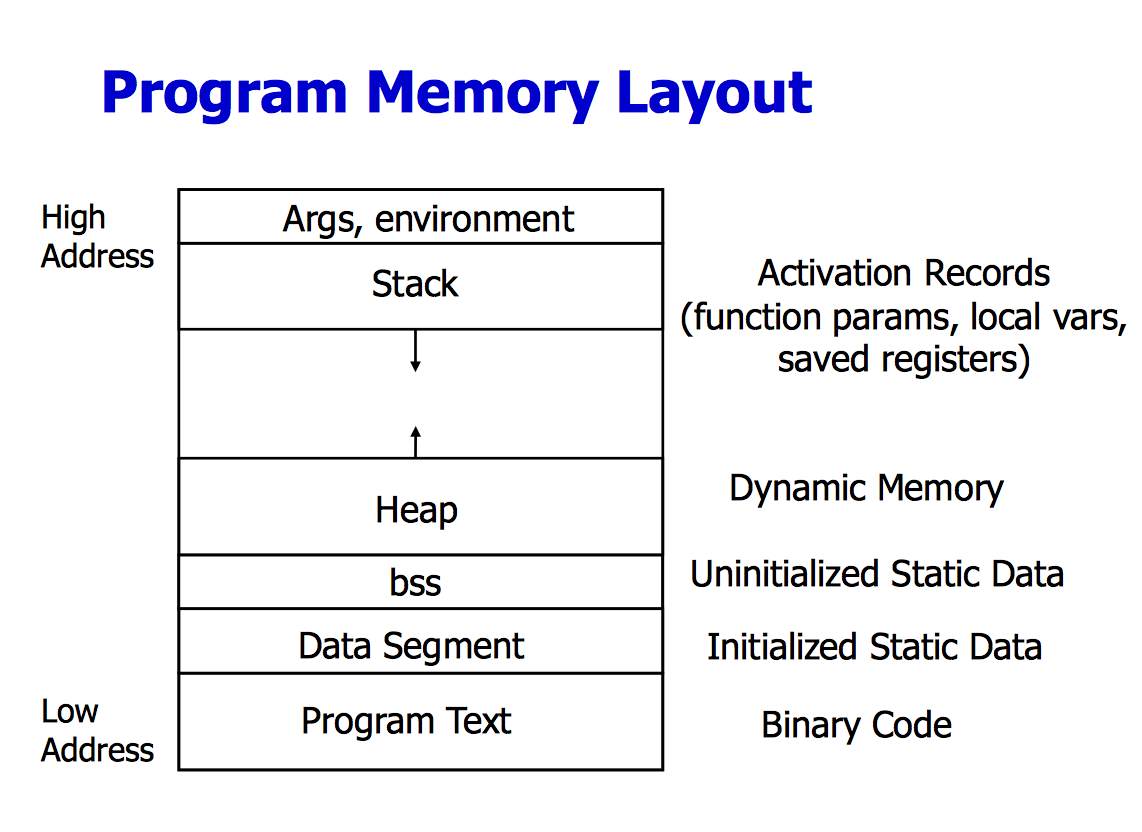 Program Memory Layout
High
Address
Args, environment
Stack
Activation Records
(function params, local vars,
saved registers)
Heap
Dynamic Memory
bss
Uninitialized Static Data
Data Segment
Initialized Static Data
Low
Address
Program Text
Binary Code